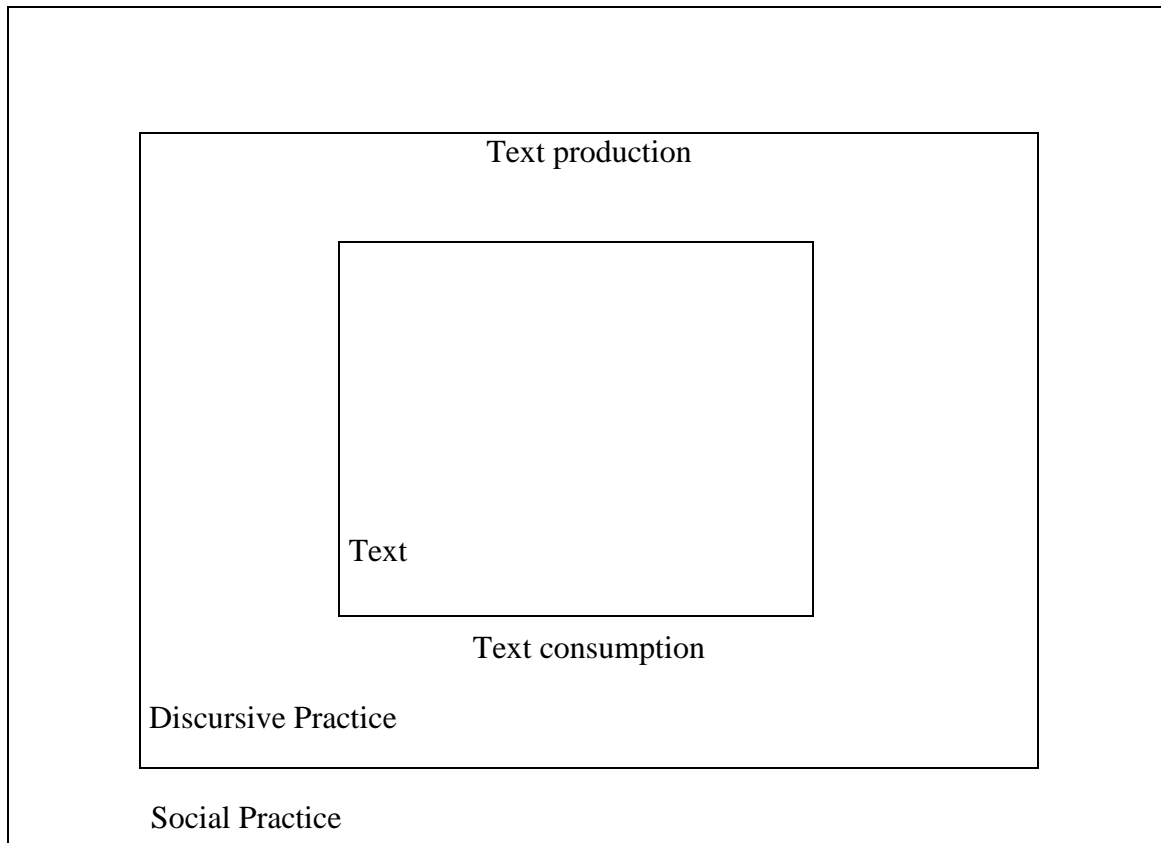 Text production
Text
Text consumption
Discursive Practice
Social Practice